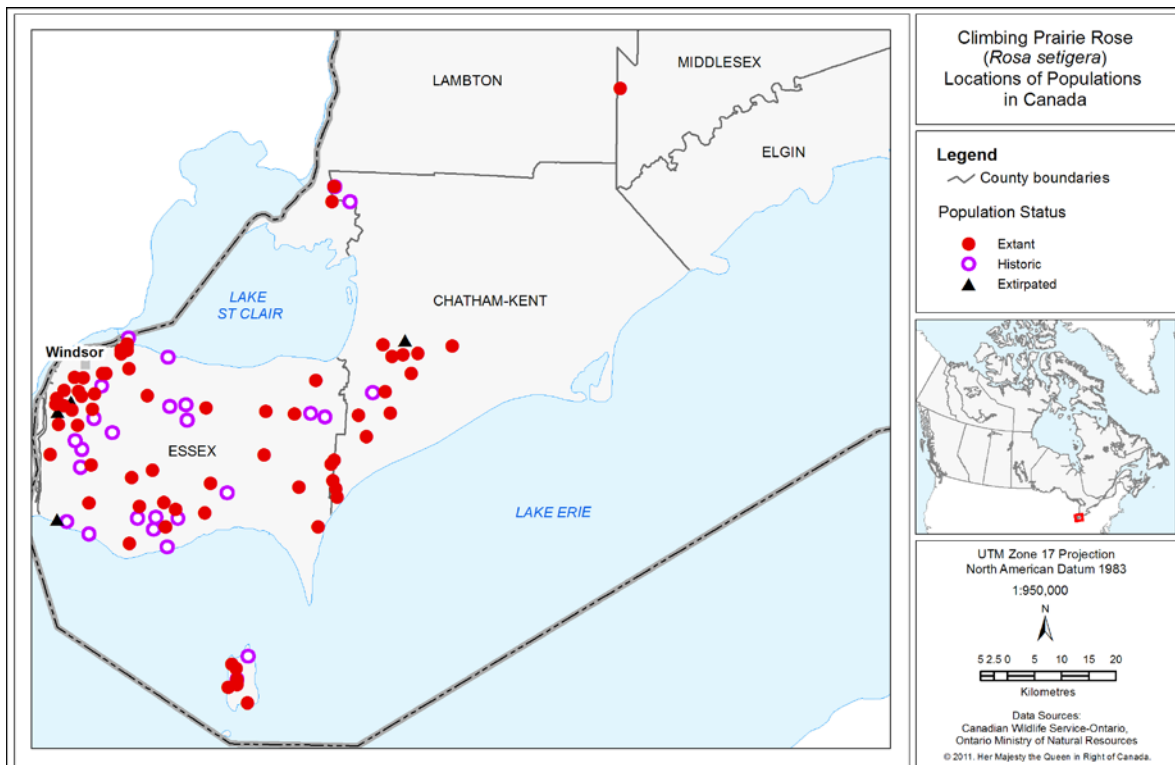 LAMBTON
MIDDLESEX
ELGIN
LAKE
ST CLAIR
CHATHAM-KENT
Windsor
ESSEX
LAKE ERIE
Climbing Prairie Rose
(Rosa setigera)
Locations of Populations
in Canada
Legend
County boundaries
Population Status
Extant
Historic
Extirpated
UTM Zone 17 Projection
North American Datum 1983
1:950,000
N
5 2.5 0 5 10 15 20
Kilometres
Data Sources:
Canadian Wildlife Service-Ontario,
Ontario Ministry of Natural Resources
© 2011. Her Majesty the Queen in Right of Canada.